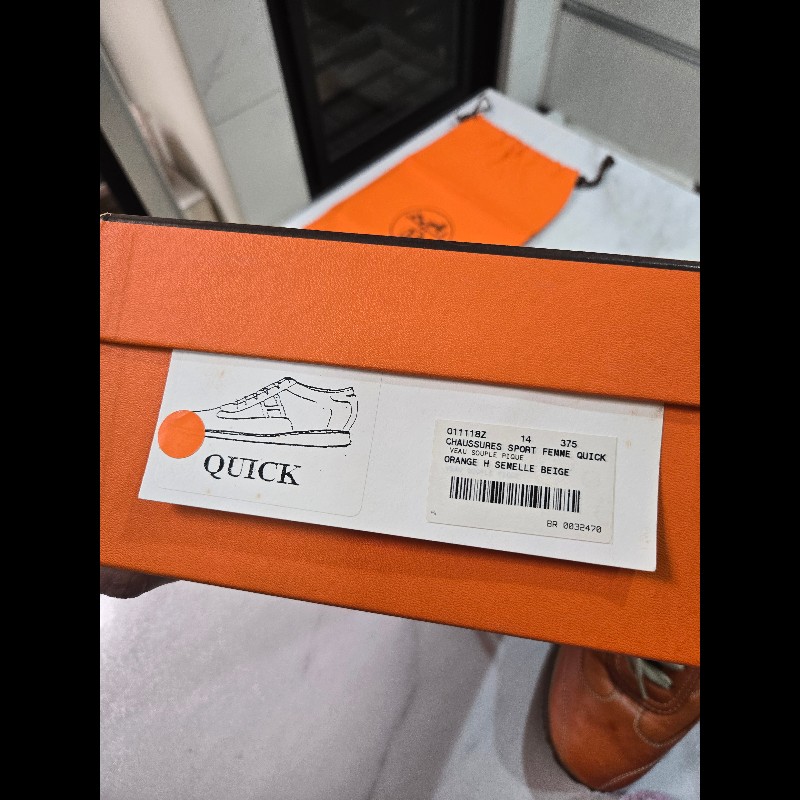 QUICK
011118Z 14 375
CHAUSSURES SPORT FEMME QUICK
VEAU SOUPLE PIQUE
ORANGE H SEMELLE BEIGE
BR 0032470